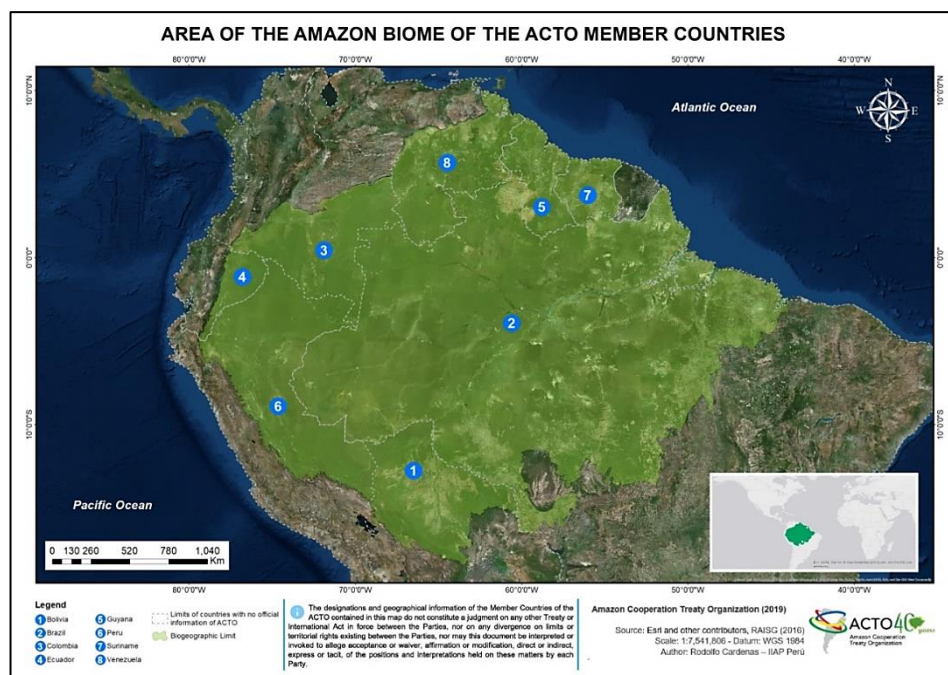 AREA OF THE AMAZON BIOME OF THE ACTO MEMBER COUNTRIES
80°0'0"W 70°0'0"W 60°0'0"W 50°0'0"W 40°0'0"W
10°0'0"N
10°0'0"N
Atlantic Ocean
N
W E
S
8
7
5
3
4
0°0'0"
0°0'0"
2
6
10°0'0"S
10°0'0"S
1
Pacific Ocean
0 130 260 520 780 1,040
Km
80°0'0"W 70°0'0"W 60°0'0"W 50°0'0"W 40°0'0"W
Legend
1 Bolivia
2 Brazil
3 Colombia
4 Ecuador
5 Guyana
6 Peru
7 Suriname
8 Venezuela
Limits of countries with no official
information of ACTO
Biogeographic Limit
The designations and geographical information of the Member Countries of the
ACTO contained in this map do not constitute a judgment on any other Treaty or
International Act in force between the Parties, nor on any divergence on limits or
territorial rights existing between the Parties, nor may this document be interpreted or
invoked to allege acceptance or waiver, affirmation or modification, direct or indirect,
express or tacit, of the positions and interpretations held on these matters by each
Party.
Amazon Cooperation Treaty Organization (2019)
Source: Esri and other contributors, RAISG (2016)
Scale: 1:7,541,606 - Datum: WGS 1984
Author: Rodolfo Cardenas – IIAP Perú
ACTO 40
Amazon Cooperation
Treaty Organization